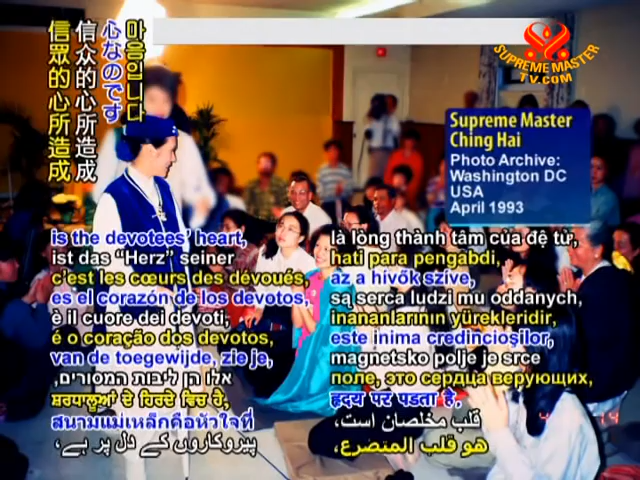 信眾的心所造成
信众的心所造成
心なのです
마음입니다
SUPREME MASTER
TV.COM
Supreme Master
Ching Hai
Photo Archive:
Washington DC
USA
April 1993
is the devotees' heart,
ist das “Herz” seiner
c'est les cœurs des dévoués,
es el corazón de los devotos,
è il cuore dei devoti,
é o coração dos devotos,
van de toegewijde, zie je,
אלו הן ליבות המסורים,
ਸ਼ਰਧਾਲੂਆਂ ਦੇ ਹਿਰਦੇ ਵਿਚ ਹੈ,
สนามแม่เหล็กคือหัวใจที่
پیروکاروں کے دل پر ہے،
là lòng thành tâm của đệ tử,
hati para pengabdi,
az a hívők szíve,
są serca ludzi mu oddanych,
inananlarının yürekleridir,
este inima credincioşilor,
magnetsko polje je srce
поле, это сердца верующих,
हृदय पर पडता है,
قلب مخلصان است،
هو قلب المتضرع،